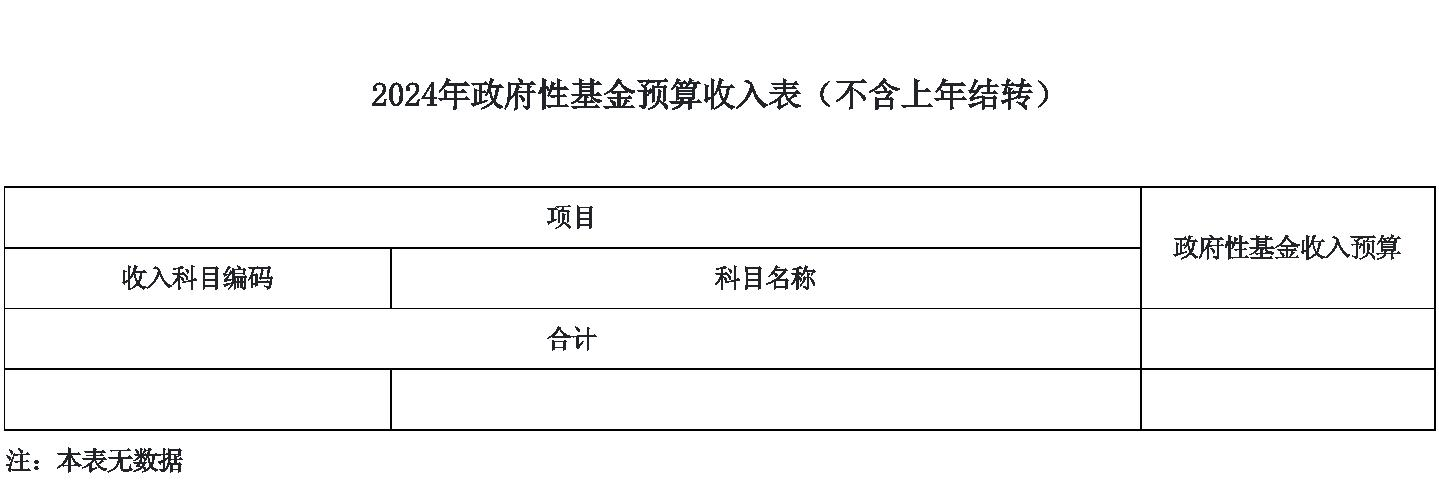 2024年政府性基金预算收入表（不含上年结转）
项目
政府性基金收入预算
收入科目编码
科目名称
合计
注：本表无数据